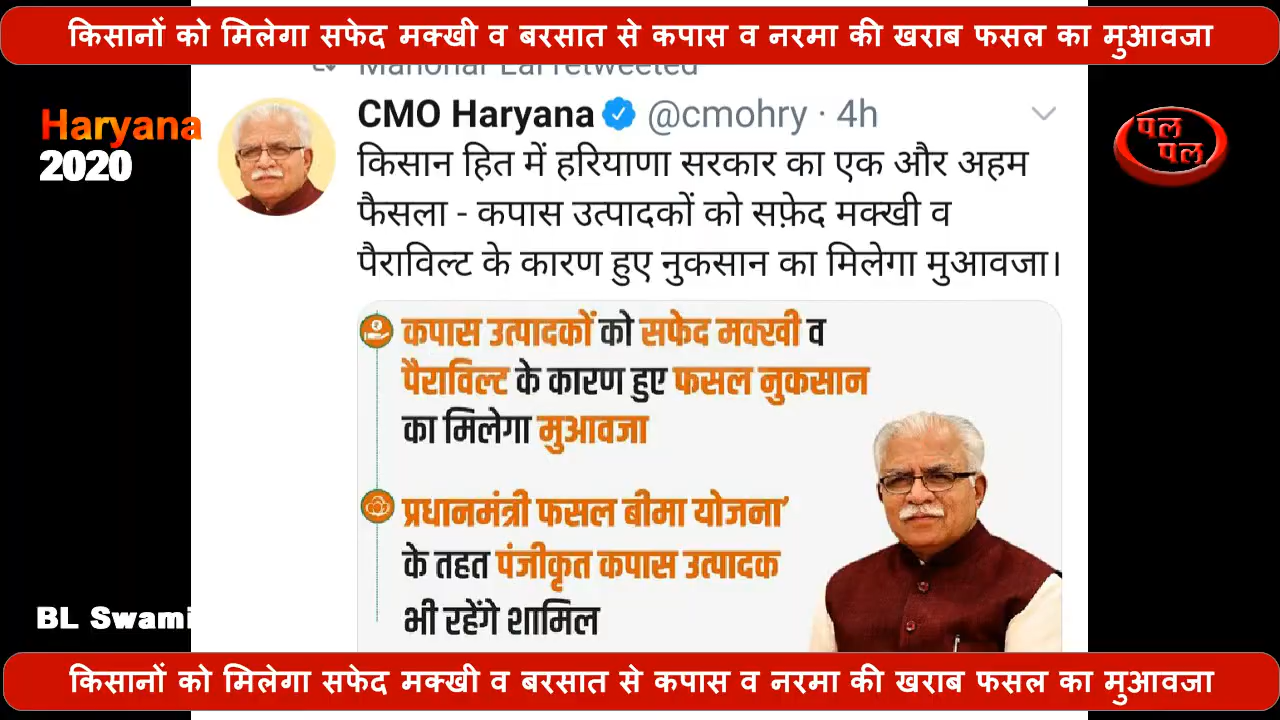 किसानों को मिलेगा सफेद मक्खी व बरसात से कपास व नरमा की खराब फसल का मुआवजा
Manohar Lal retweeted
Haryana
2020
CMO Haryana @cmohry · 4h
पल
पल
किसान हित में हरियाणा सरकार का एक और अहम
फैसला - कपास उत्पादकों को सफ़ेद मक्खी व
पैराविल्ट के कारण हुए नुकसान का मिलेगा मुआवजा।
कपास उत्पादकों को सफेद मक्खी व
पैराविल्ट के कारण हुए फसल नुकसान
का मिलेगा मुआवजा
प्रधानमंत्री फसल बीमा योजना’
के तहत पंजीकृत कपास उत्पादक
भी रहेंगे शामिल
BL Swami
किसानों को मिलेगा सफेद मक्खी व बरसात से कपास व नरमा की खराब फसल का मुआवजा